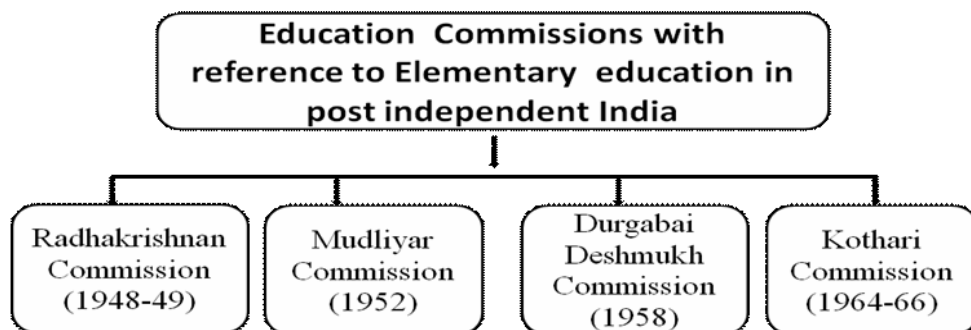 Education Commissions with
reference to Elementary education in
post independent India
Radhakrishnan
Commission
(1948-49)
Mudliyar
Commission
(1952)
Durgabai
Deshmukh
Commission
(1958)
Kothari
Commission
(1964-66)